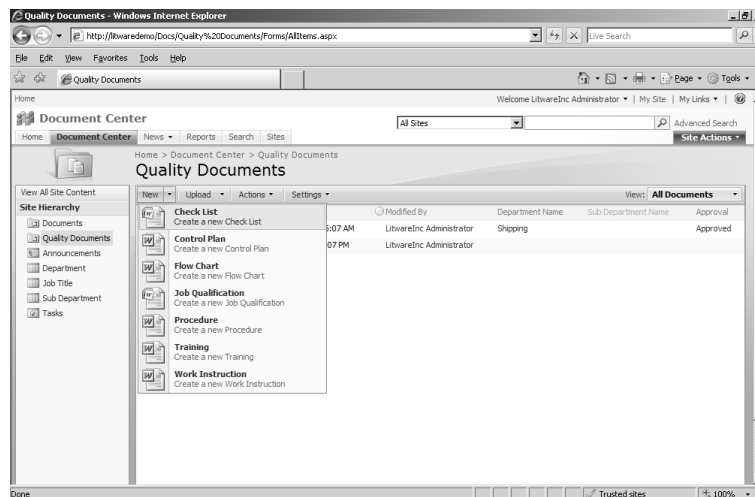 Quality Documents - Windows Internet Explorer
http://litwaredemo/Docs/Quality%20Documents/Forms/AllItems.aspx
Live Search
File Edit View Favorites Tools Help
Quality Documents
Page Tools
Home
Welcome LitwareInc Administrator | My Site | My Links |
Document Center
All Sites
Advanced Search
Home Document Center News Reports Search Sites
Site Actions
Home > Document Center > Quality Documents
Quality Documents
View All Site Content
New Upload Actions Settings
View: All Documents
Site Hierarchy
Documents
Quality Documents
Announcements
Department
Job Title
Sub Department
Tasks
Check List
Create a new Check List
Control Plan
Create a new Control Plan
Flow Chart
Create a new Flow Chart
Job Qualification
Create a new Job Qualification
Procedure
Create a new Procedure
Training
Create a new Training
Work Instruction
Create a new Work Instruction
Modified By Department Name Sub Department Name Approval
:07 AM LitwareInc Administrator Shipping Approved
07 PM LitwareInc Administrator
Done
Trusted sites
100%